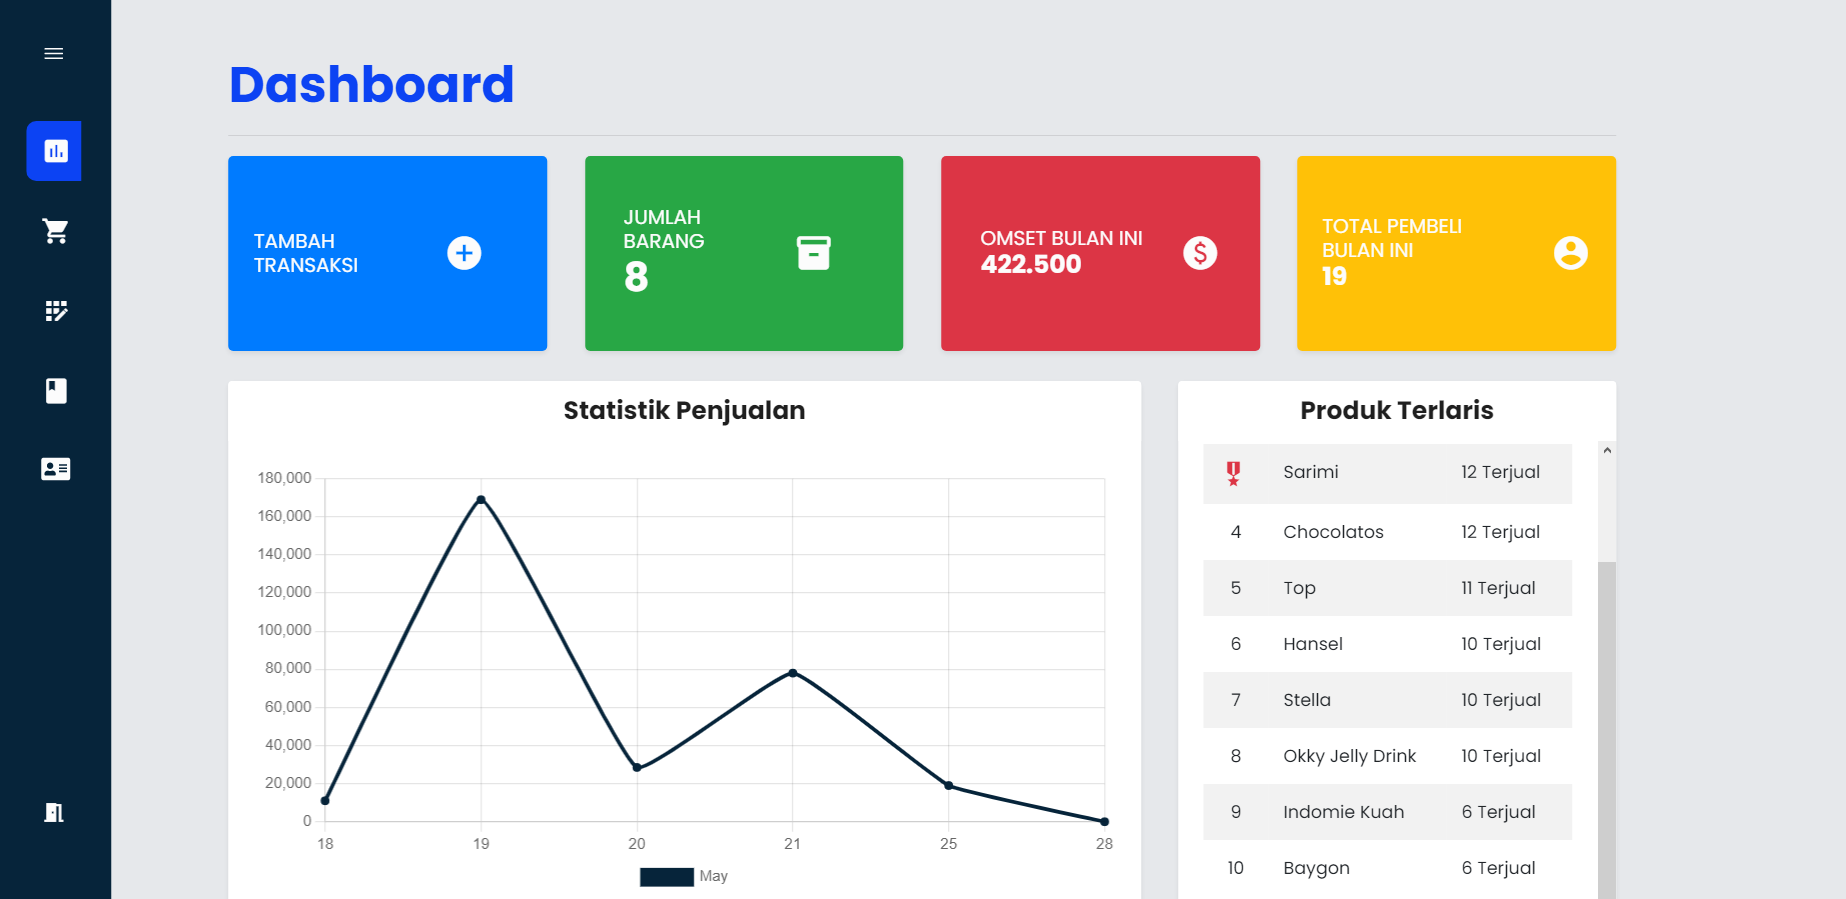 Dashboard
TAMBAH
TRANSAKSI
JUMLAH
BARANG
8
OMSET BULAN INI
422.500
TOTAL PEMBELI
BULAN INI
19
Statistik Penjualan
180,000
160,000
140,000
120,000
100,000
80,000
60,000
40,000
20,000
0
18 19 20 21 25 28
May
Produk Terlaris
Sarimi 12 Terjual
4 Chocolatos 12 Terjual
5 Top 11 Terjual
6 Hansel 10 Terjual
7 Stella 10 Terjual
8 Okky Jelly Drink 10 Terjual
9 Indomie Kuah 6 Terjual
10 Baygon 6 Terjual